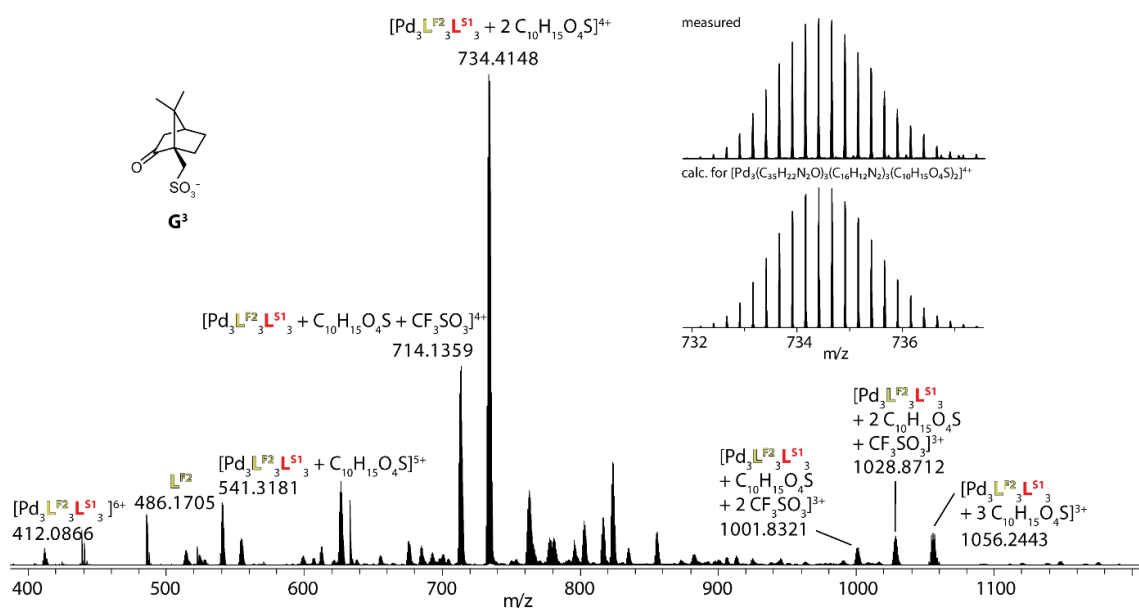 [Pd₃Lᶠ²₃Lˢ¹₃ + 2 C₁₀H₁₅O₄S]⁴⁺
734.4148
measured
calc. for [Pd₃(C₃₅H₂₂N₂O)₃(C₁₆H₁₂N₂)₃(C₁₀H₁₅O₄S)₂]⁴⁺
732
734
736
m/z
O
SO₃⁻
G³
[Pd₃Lᶠ²₃Lˢ¹₃ + C₁₀H₁₅O₄S + CF₃SO₃]⁴⁺
714.1359
[Pd₃Lᶠ²₃Lˢ¹₃ ]⁶⁺
412.0866
Lᶠ²
486.1705
[Pd₃Lᶠ²₃Lˢ¹₃ + C₁₀H₁₅O₄S]⁵⁺
541.3181
[Pd₃Lᶠ²₃Lˢ¹₃
+ C₁₀H₁₅O₄S
+ 2 CF₃SO₃]³⁺
1001.8321
[Pd₃Lᶠ²₃Lˢ¹₃
+ 2 C₁₀H₁₅O₄S
+ CF₃SO₃]³⁺
1028.8712
[Pd₃Lᶠ²₃Lˢ¹₃
+ 3 C₁₀H₁₅O₄S]³⁺
1056.2443
400
500
600
700
800
900
1000
1100
m/z